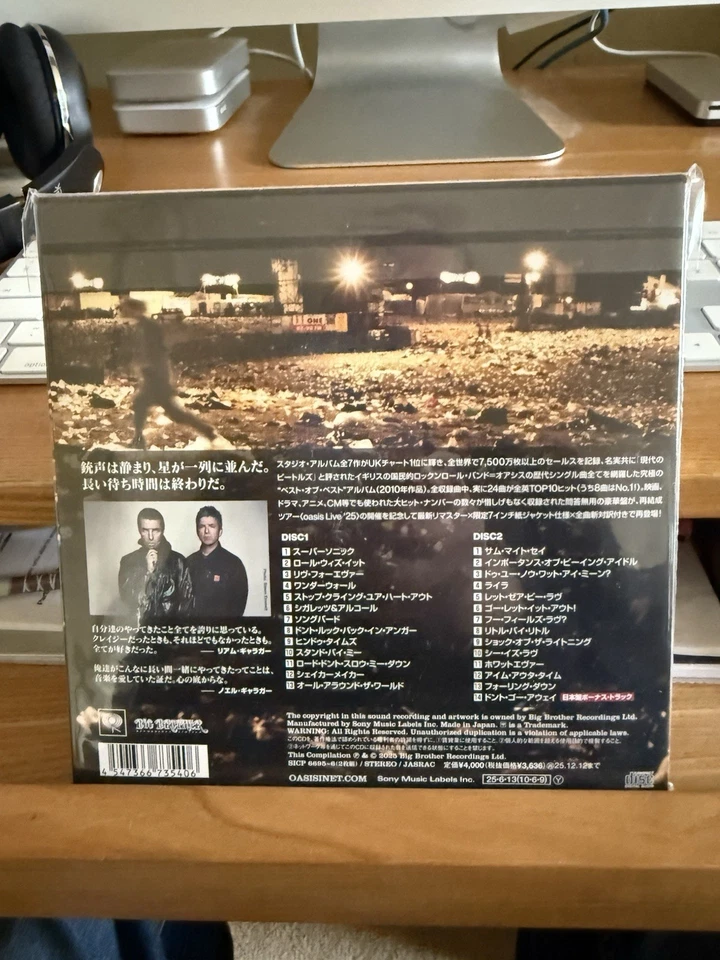 銃声は静まり、星が一列に並んだ。
長い待ち時間は終わりだ。
スタジオ・アルバム全7作がUKチャート1位に輝き、全世界で7,500万枚以上のセールスを記録、名実共に「現代の
ビートルズ」と評されたイギリスの国民的ロックンロール・バンド=オアシスの歴代シングル曲全てを網羅した究極の
"ベスト・オブ・ベスト"アルバム(2010年作)。全収録曲中、実に24曲が全英TOP10ヒット(うち8曲はNo.1!)。映画、
ドラマ、アニメ、CM等でも使われた大ヒット・ナンバーの数々が惜しげもなく収録された問答無用の豪華盤が、再結成
ツアー〈oasis Live '25〉の開催を記念して最新リマスター×限定7インチ紙ジャケット仕様×全曲新対訳付きで再登場!
自分達のやってきたこと全てを誇りに思っている。
クレイジーだったときも、それほどでもなかったときも。
全てが好きだった。 ― リアム・ギャラガー
俺達がこんなに長い間一緒にやってきたってことは、
音楽を愛していた証だ。心の底からな。
― ノエル・ギャラガー
DISC1
1 スーパーソニック
2 ロール・ウィズ・イット
3 リヴ・フォーエヴァー
4 ワンダーウォール
5 ストップ・クライング・ユア・ハート・アウト
6 シガレッツ&アルコール
7 ソングバード
8 ドント・ルック・バック・イン・アンガー
9 ヒンドゥ・タイムズ
10 スタンド・バイ・ミー
11 ロード・ドント・スロウ・ミー・ダウン
12 シェイカーメイカー
13 オール・アラウンド・ザ・ワールド
DISC2
1 サム・マイト・セイ
2 インポータンス・オブ・ビーイング・アイドル
3 ドゥ・ユー・ノウ・ワット・アイ・ミーン?
4 ライラ
5 レット・ゼア・ビー・ラヴ
6 ゴー・レット・イット・アウト!
7 フー・フィールズ・ラヴ?
8 リトル・バイ・リトル
9 ショック・オブ・ザ・ライトニング
10 シー・イズ・ラヴ
11 ホワットエヴァー
12 アイム・アウタ・タイム
13 フォーリング・ダウン
14 ドント・ゴー・アウェイ 日本盤ボーナス・トラック
BIG BROTHER
The copyright in this sound recording and artwork is owned by Big Brother Recordings Ltd.
Manufactured by Sony Music Labels Inc. Made in Japan. is a Trademark.
WARNING: All Rights Reserved. Unauthorized duplication is a violation of applicable laws.
This Compilation ℗ & © 2025 Big Brother Recordings Ltd.
SICP 6695~6(2枚組) / STEREO / JASRAC 定価¥4,000(税抜価格¥3,636) 25.12.12まで
4 547366 735406
OASISINET.COM Sony Music Labels Inc. 25・6・13(10・6・9) Y
disc